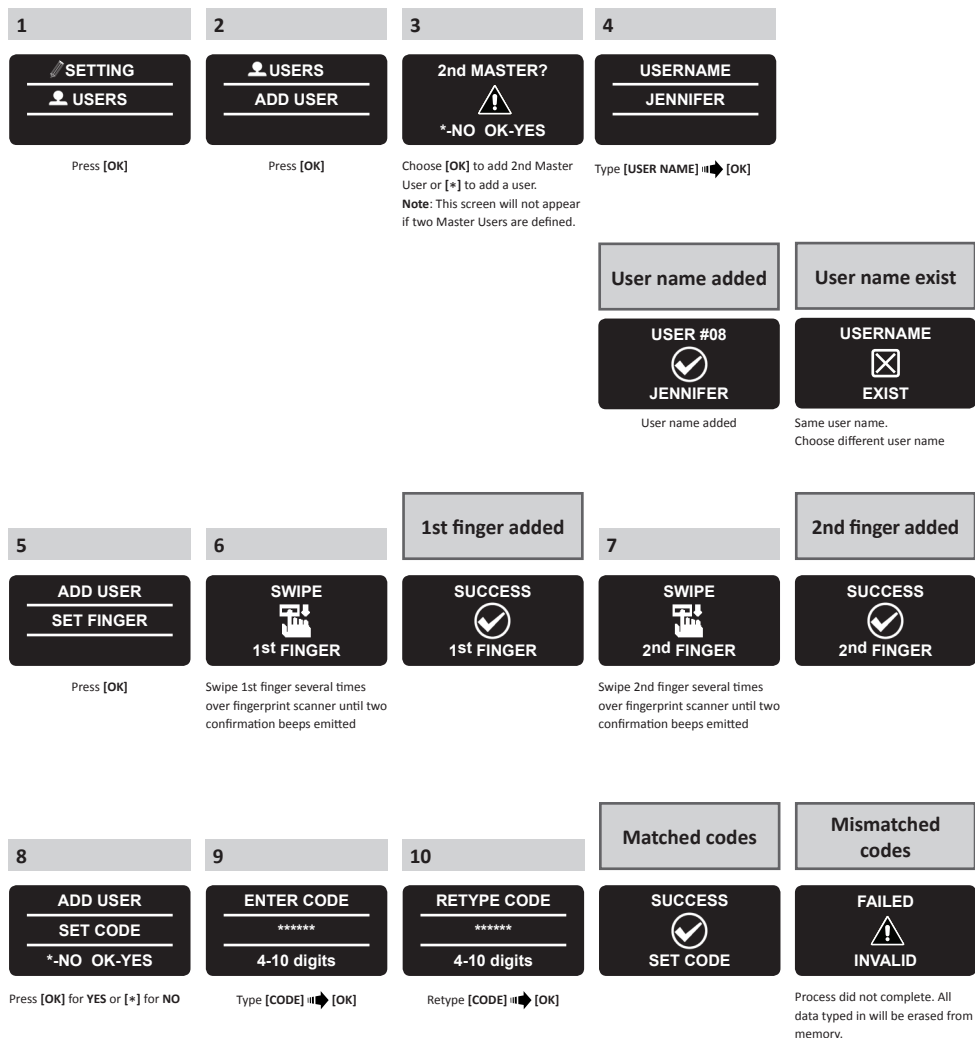 1
2
3
4
SETTING
USERS
USERS
ADD USER
2nd MASTER?
*-NO OK-YES
USERNAME
JENNIFER
Press [OK]
Press [OK]
Choose [OK] to add 2nd Master
User or [*] to add a user.
Note: This screen will not appear
if two Master Users are defined.
Type [USER NAME] [OK]
User name added
User name exist
USER #08
JENNIFER
USERNAME
EXIST
User name added
Same user name.
Choose different user name
5
6
1st finger added
7
2nd finger added
ADD USER
SET FINGER
SWIPE
1st FINGER
SUCCESS
1st FINGER
SWIPE
2nd FINGER
SUCCESS
2nd FINGER
Press [OK]
Swipe 1st finger several times
over fingerprint scanner until two
confirmation beeps emitted
Swipe 2nd finger several times
over fingerprint scanner until two
confirmation beeps emitted
8
9
10
Matched codes
Mismatched
codes
ADD USER
SET CODE
*-NO OK-YES
ENTER CODE
******
4-10 digits
RETYPE CODE
******
4-10 digits
SUCCESS
SET CODE
FAILED
INVALID
Press [OK] for YES or [*] for NO
Type [CODE] [OK]
Retype [CODE] [OK]
Process did not complete. All
data typed in will be erased from
memory.